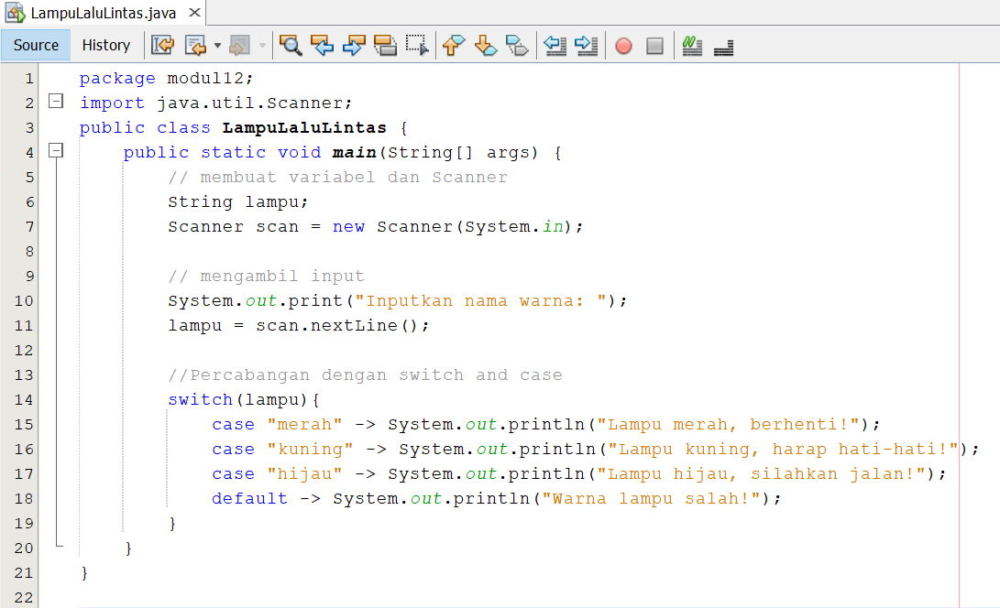 LampuLaluLintas.java
Source History
1 package modul12;
2 import java.util.Scanner;
3 public class LampuLaluLintas {
4     public static void main(String[] args) {
5         // membuat variabel dan Scanner
6         String lampu;
7         Scanner scan = new Scanner(System.in);
8
9         // mengambil input
10         System.out.print("Inputkan nama warna: ");
11         lampu = scan.nextLine();
12
13         //Percabangan dengan switch and case
14         switch(lampu){
15             case "merah" -> System.out.println("Lampu merah, berhenti!");
16             case "kuning" -> System.out.println("Lampu kuning, harap hati-hati!");
17             case "hijau" -> System.out.println("Lampu hijau, silahkan jalan!");
18             default -> System.out.println("Warna lampu salah!");
19         }
20     }
21 }
22